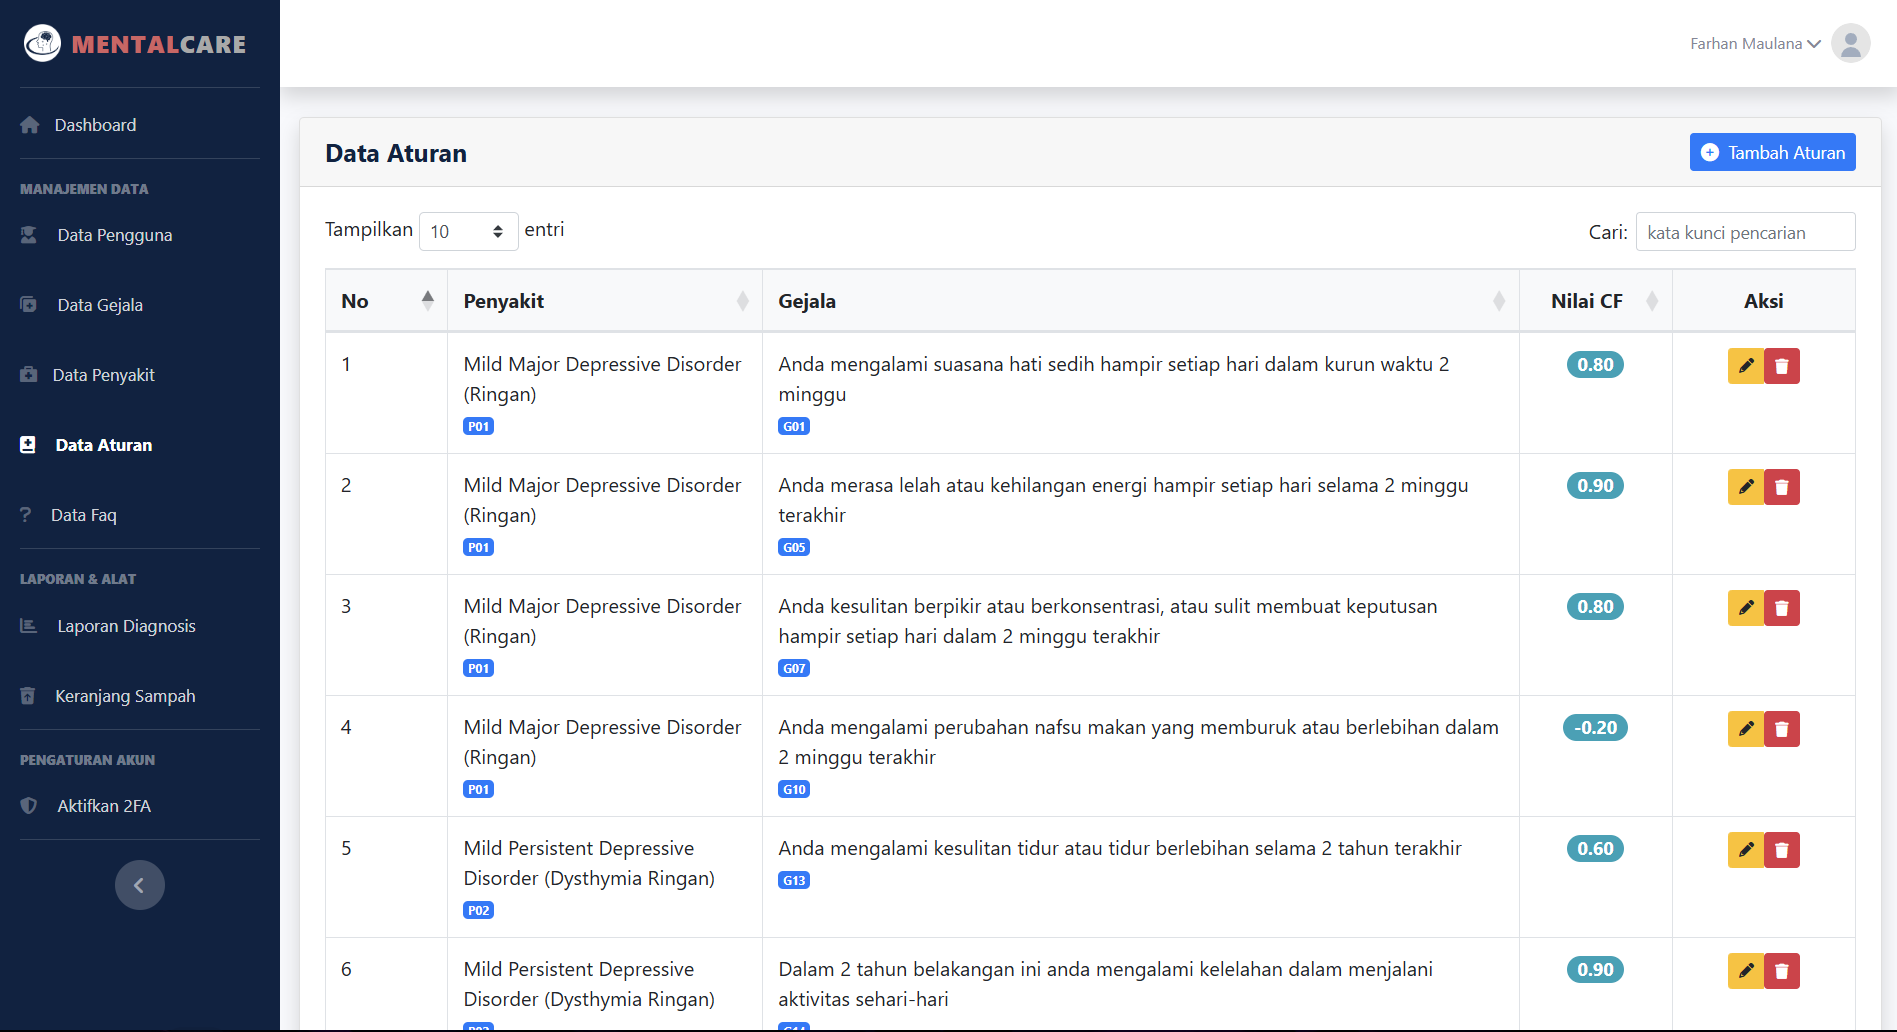 MENTALCARE
Farhan Maulana
Dashboard
MANAJEMEN DATA
Data Pengguna
Data Gejala
Data Penyakit
Data Aturan
Data Faq
LAPORAN & ALAT
Laporan Diagnosis
Keranjang Sampah
PENGATURAN AKUN
Aktifkan 2FA
Data Aturan
Tambah Aturan
Tampilkan 10 entri
Cari: kata kunci pencarian
No Penyakit Gejala Nilai CF Aksi
1 Mild Major Depressive Disorder Anda mengalami suasana hati sedih hampir setiap hari dalam kurun waktu 2 0.80
(Ringan) minggu
P01 G01
2 Mild Major Depressive Disorder Anda merasa lelah atau kehilangan energi hampir setiap hari selama 2 minggu 0.90
(Ringan) terakhir
P01 G05
3 Mild Major Depressive Disorder Anda kesulitan berpikir atau berkonsentrasi, atau sulit membuat keputusan 0.80
(Ringan) hampir setiap hari dalam 2 minggu terakhir
P01 G07
4 Mild Major Depressive Disorder Anda mengalami perubahan nafsu makan yang memburuk atau berlebihan dalam -0.20
(Ringan) 2 minggu terakhir
P01 G10
5 Mild Persistent Depressive Anda mengalami kesulitan tidur atau tidur berlebihan selama 2 tahun terakhir 0.60
Disorder (Dysthymia Ringan) G13
P02
6 Mild Persistent Depressive Dalam 2 tahun belakangan ini anda mengalami kelelahan dalam menjalani 0.90
Disorder (Dysthymia Ringan) aktivitas sehari-hari